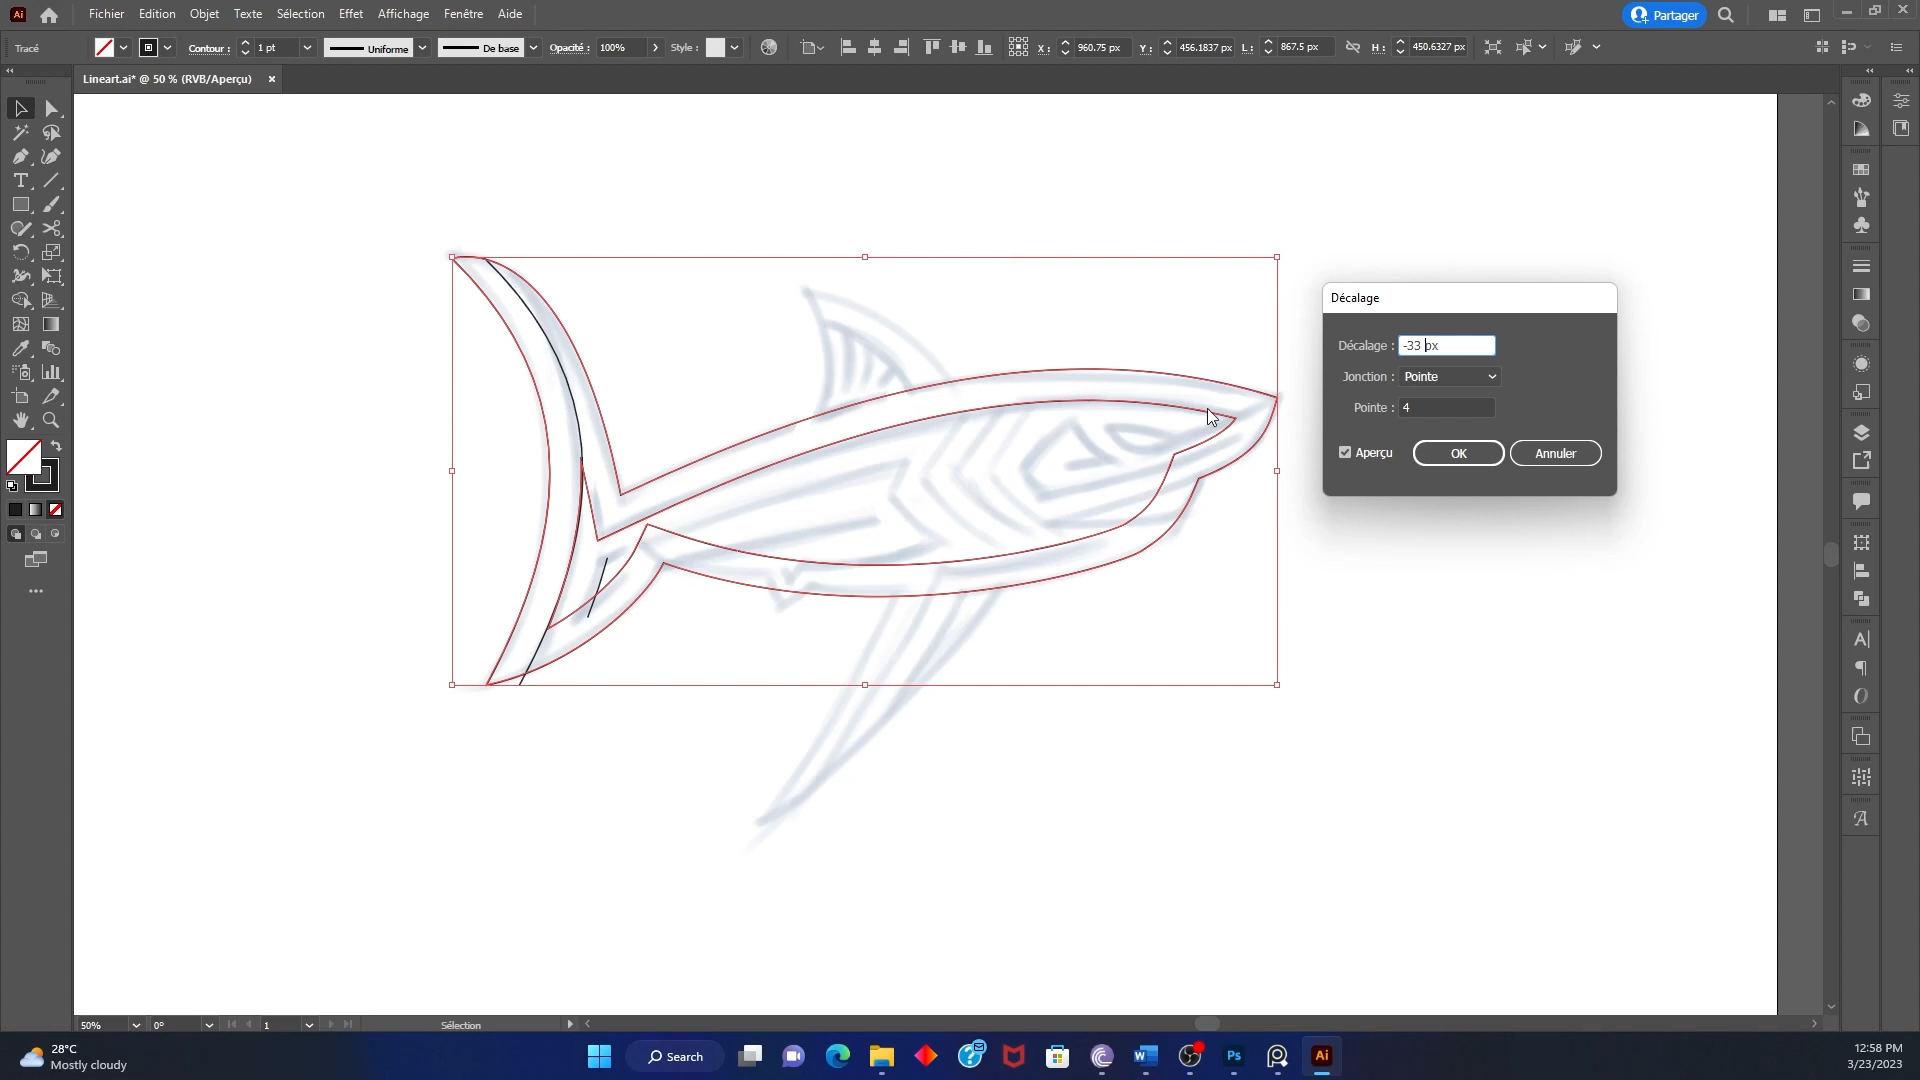 Ai Fichier Edition Objet Texte Sélection Effet Affichage Fenêtre Aide Partager
Tracé Contour : 1 pt Uniforme De base Opacité : 100% Style : X : 960.75 px Y : 456.1837 px L : 867.5 px H : 450.6327 px
Lineart.ai* @ 50 % (RVB/Aperçu) ×
Décalage
Décalage : -33 px
Jonction : Pointe
Pointe : 4
Aperçu OK Annuler
50% 0° 1 Sélection
28°C
Mostly cloudy
Search
Ps
Ai
12:58 PM
3/23/2023